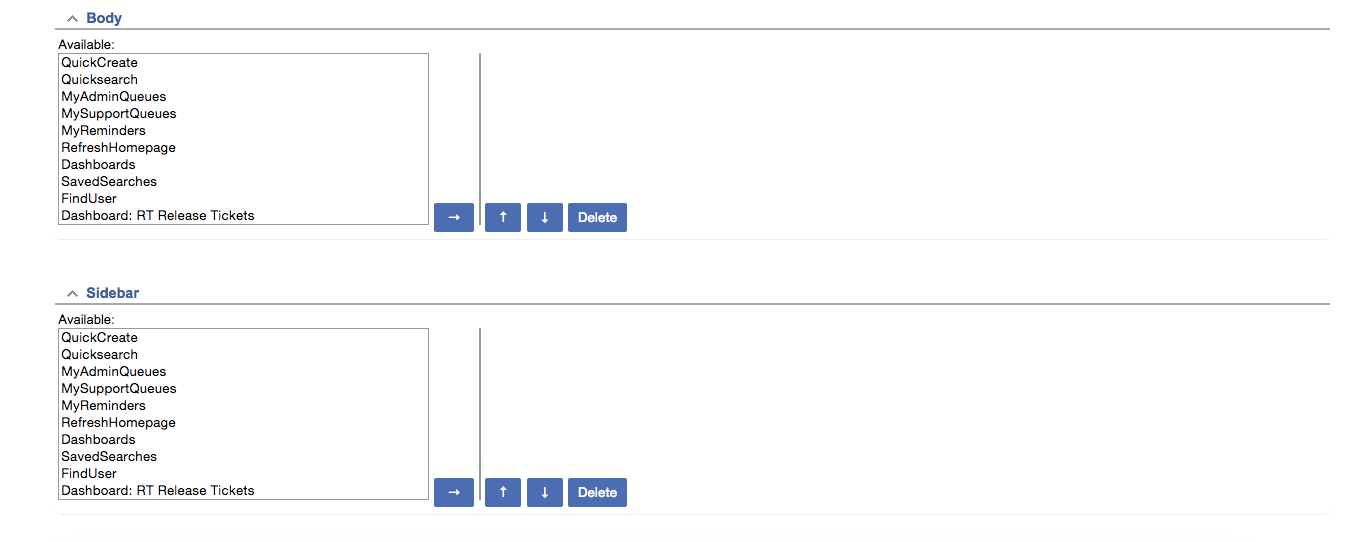 Body
Available:
QuickCreate
Quicksearch
MyAdminQueues
MySupportQueues
MyReminders
RefreshHomepage
Dashboards
SavedSearches
FindUser
Dashboard: RT Release Tickets
→ ↑ ↓ Delete
Sidebar
Available:
QuickCreate
Quicksearch
MyAdminQueues
MySupportQueues
MyReminders
RefreshHomepage
Dashboards
SavedSearches
FindUser
Dashboard: RT Release Tickets
→ ↑ ↓ Delete